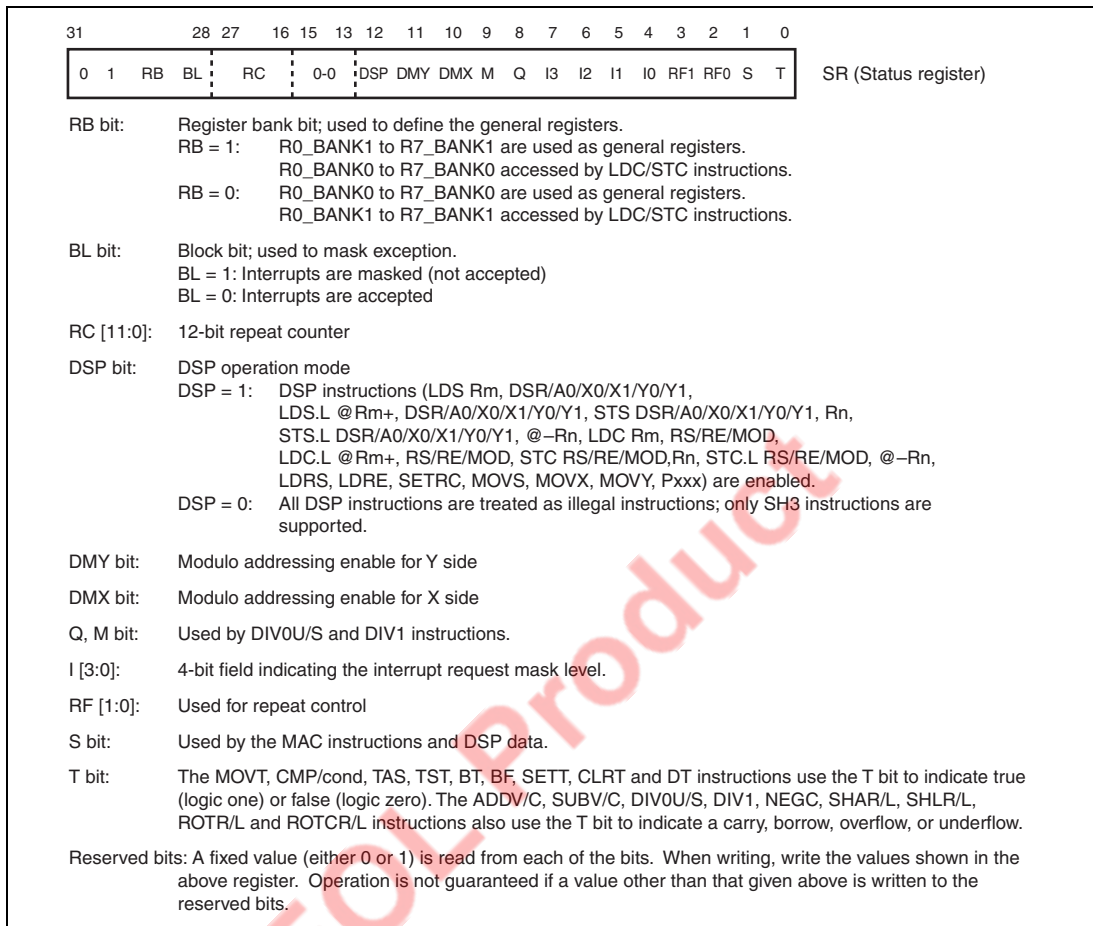 31 28 27 16 15 13 12 11 10 9 8 7 6 5 4 3 2 1 0
0 1 RB BL RC 0-0 DSP DMY DMX M Q I3 I2 I1 I0 RF1 RF0 S T SR (Status register)
RB bit: Register bank bit; used to define the general registers.
RB = 1: R0_BANK1 to R7_BANK1 are used as general registers.
R0_BANK0 to R7_BANK0 accessed by LDC/STC instructions.
RB = 0: R0_BANK0 to R7_BANK0 are used as general registers.
R0_BANK1 to R7_BANK1 accessed by LDC/STC instructions.
BL bit: Block bit; used to mask exception.
BL = 1: Interrupts are masked (not accepted)
BL = 0: Interrupts are accepted
RC [11:0]: 12-bit repeat counter
DSP bit: DSP operation mode
DSP = 1: DSP instructions (LDS Rm, DSR/A0/X0/X1/Y0/Y1,
LDS.L @Rm+, DSR/A0/X0/X1/Y0/Y1, STS DSR/A0/X0/X1/Y0/Y1, Rn,
STS.L DSR/A0/X0/X1/Y0/Y1, @−Rn, LDC Rm, RS/RE/MOD,
LDC.L @Rm+, RS/RE/MOD, STC RS/RE/MOD,Rn, STC.L RS/RE/MOD, @−Rn,
LDRS, LDRE, SETRC, MOVS, MOVX, MOVY, Pxxx) are enabled.
DSP = 0: All DSP instructions are treated as illegal instructions; only SH3 instructions are
supported.
DMY bit: Modulo addressing enable for Y side
DMX bit: Modulo addressing enable for X side
Q, M bit: Used by DIV0U/S and DIV1 instructions.
I [3:0]: 4-bit field indicating the interrupt request mask level.
RF [1:0]: Used for repeat control
S bit: Used by the MAC instructions and DSP data.
T bit: The MOVT, CMP/cond, TAS, TST, BT, BF, SETT, CLRT and DT instructions use the T bit to indicate true
(logic one) or false (logic zero). The ADDV/C, SUBV/C, DIV0U/S, DIV1, NEGC, SHAR/L, SHLR/L,
ROTR/L and ROTCR/L instructions also use the T bit to indicate a carry, borrow, overflow, or underflow.
Reserved bits: A fixed value (either 0 or 1) is read from each of the bits. When writing, write the values shown in the
above register. Operation is not guaranteed if a value other than that given above is written to the
reserved bits.
OL Product